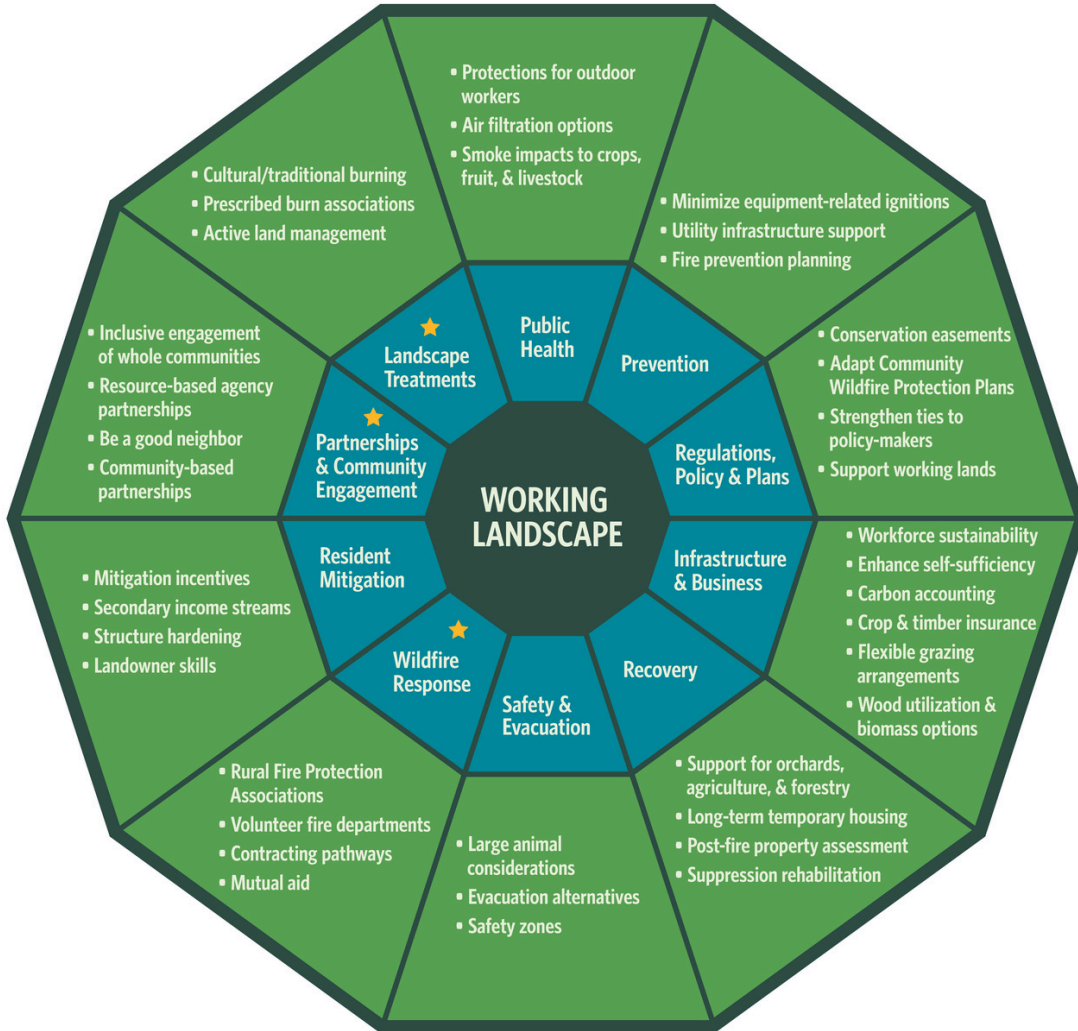 WORKING
LANDSCAPE
Public
Health
• Protections for outdoor
workers
• Air filtration options
• Smoke impacts to crops,
fruit, & livestock
Prevention
• Minimize equipment-related ignitions
• Utility infrastructure support
• Fire prevention planning
Regulations,
Policy & Plans
• Conservation easements
• Adapt Community
Wildfire Protection Plans
• Strengthen ties to
policy-makers
• Support working lands
Infrastructure
& Business
• Workforce sustainability
• Enhance self-sufficiency
• Carbon accounting
• Crop & timber insurance
• Flexible grazing
arrangements
• Wood utilization &
biomass options
Recovery
• Support for orchards,
agriculture, & forestry
• Long-term temporary housing
• Post-fire property assessment
• Suppression rehabilitation
Safety &
Evacuation
• Large animal
considerations
• Evacuation alternatives
• Safety zones
Wildfire
Response
• Rural Fire Protection
Associations
• Volunteer fire departments
• Contracting pathways
• Mutual aid
Resident
Mitigation
• Mitigation incentives
• Secondary income streams
• Structure hardening
• Landowner skills
Partnerships
& Community
Engagement
• Inclusive engagement
of whole communities
• Resource-based agency
partnerships
• Be a good neighbor
• Community-based
partnerships
Landscape
Treatments
• Cultural/traditional burning
• Prescribed burn associations
• Active land management